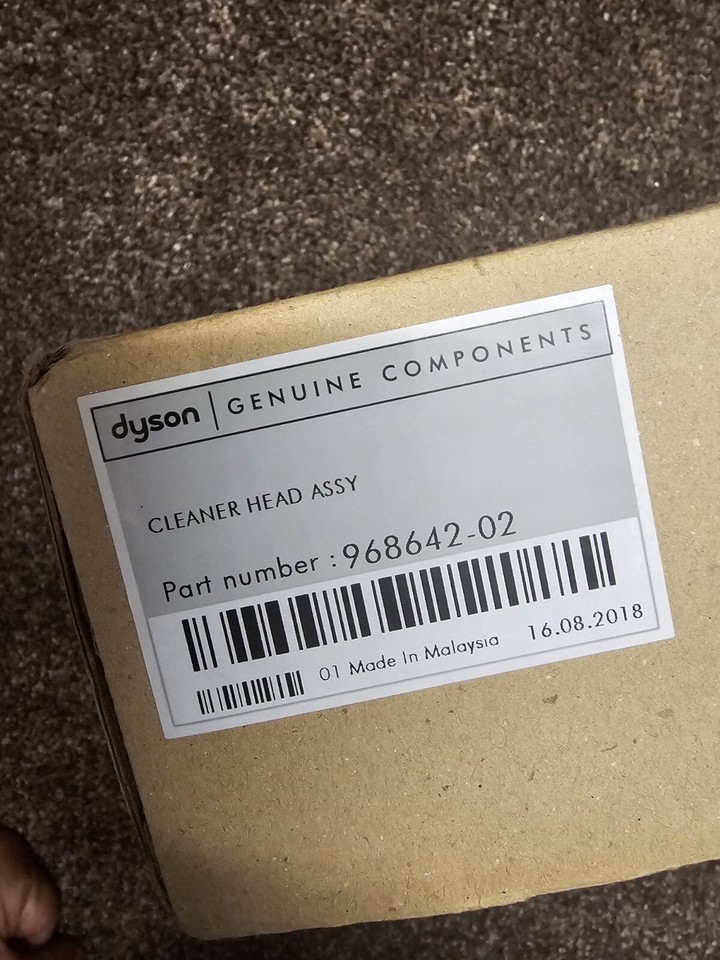 dyson | GENUINE COMPONENTS
CLEANER HEAD ASSY
Part number : 968642-02
01 Made In Malaysia 16.08.2018